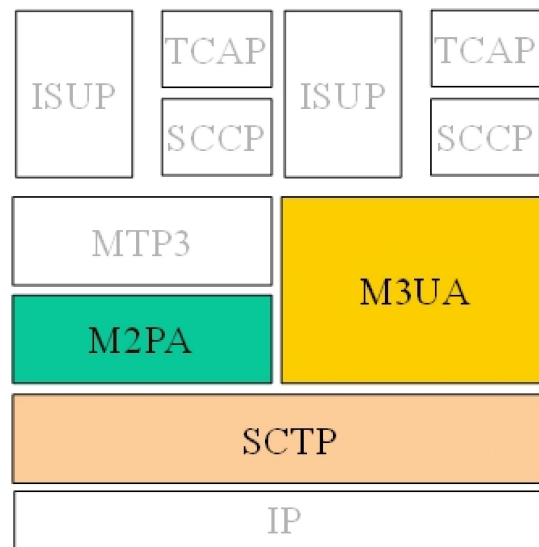 ISUP TCAP ISUP TCAP
SCCP SCCP
MTP3 M3UA
M2PA
SCTP
IP